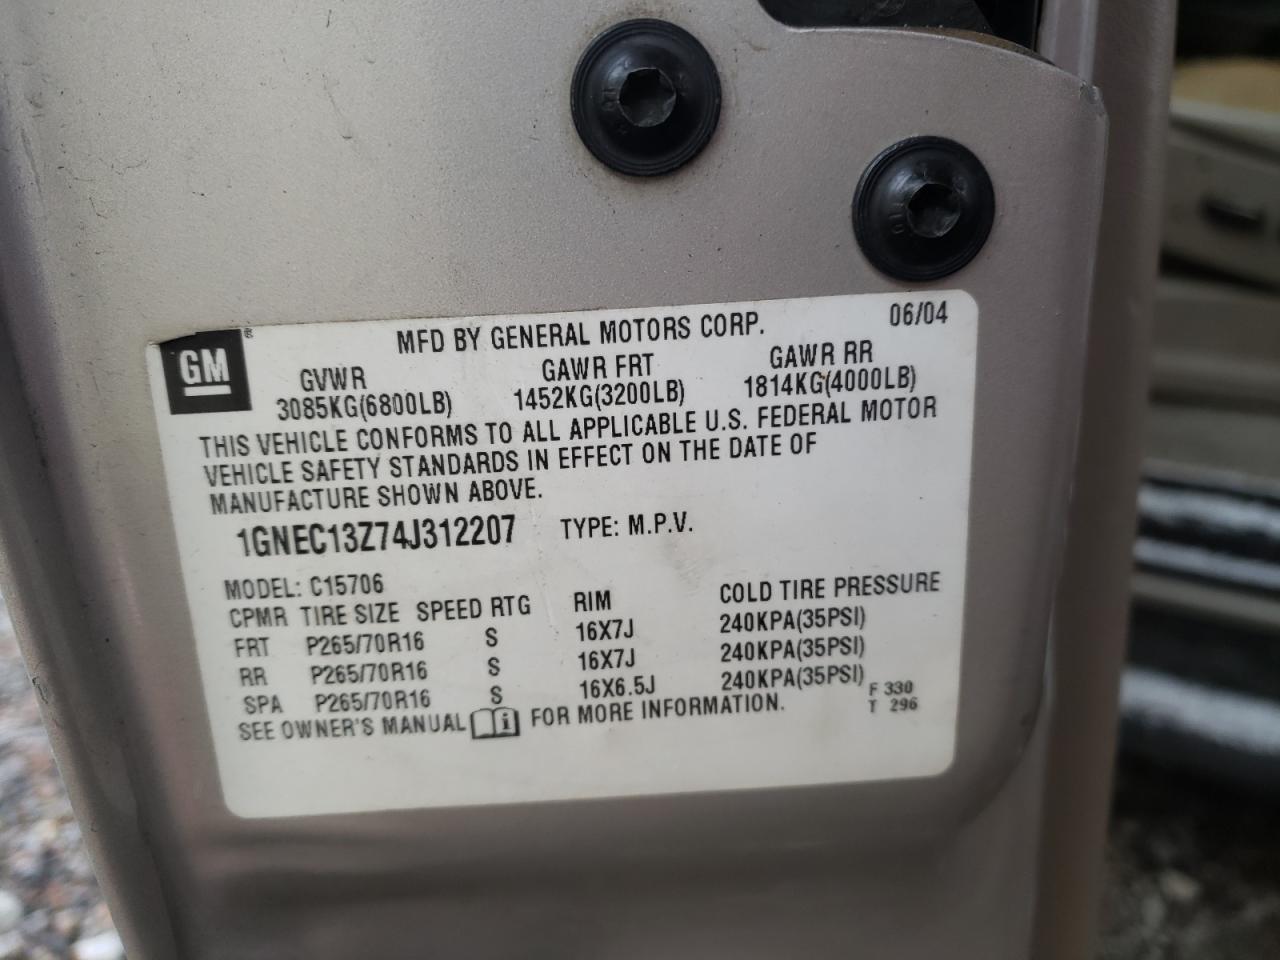 GM ®
MFD BY GENERAL MOTORS CORP. 06/04
GVWR GAWR FRT GAWR RR
3085KG(6800LB) 1452KG(3200LB) 1814KG(4000LB)
THIS VEHICLE CONFORMS TO ALL APPLICABLE U.S. FEDERAL MOTOR
VEHICLE SAFETY STANDARDS IN EFFECT ON THE DATE OF
MANUFACTURE SHOWN ABOVE.
1GNEC13Z74J312207 TYPE: M.P.V.
MODEL: C15706
CPMR TIRE SIZE SPEED RTG RIM COLD TIRE PRESSURE
FRT P265/70R16 S 16X7J 240KPA(35PSI)
RR P265/70R16 S 16X7J 240KPA(35PSI)
SPA P265/70R16 S 16X6.5J 240KPA(35PSI)
SEE OWNER'S MANUAL i FOR MORE INFORMATION.
F 330
T 296